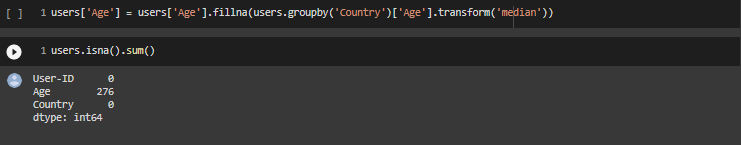 [ ] 1 users['Age'] = users['Age'].fillna(users.groupby('Country')['Age'].transform('median'))
1 users.isna().sum()
User-ID 0
Age 276
Country 0
dtype: int64